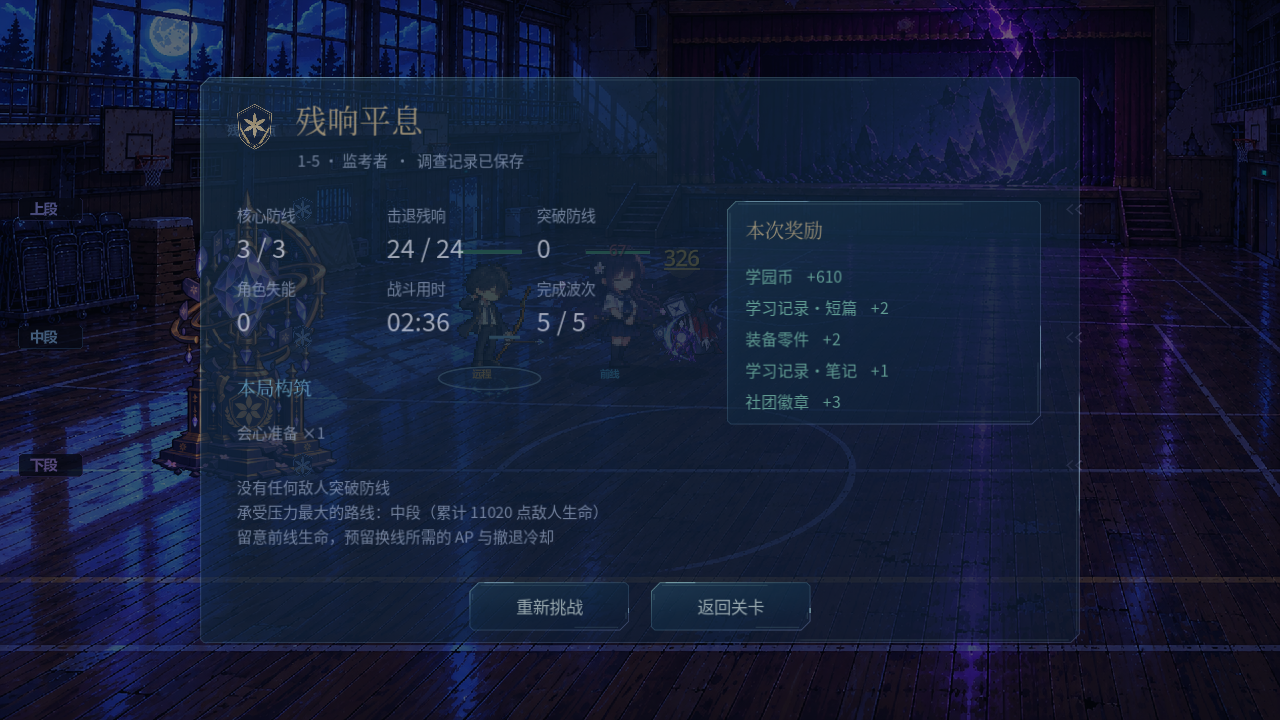 残响平息
1-5 · 监考者 · 调查记录已保存
上段
核心防线
击退残响
突破防线
3 / 3
24 / 24
0
67
326
角色失能
战斗用时
完成波次
0
02:36
5 / 5
中段
远程
前线
本局构筑
会心准备 ×1
下段
没有任何敌人突破防线
承受压力最大的路线：中段（累计 11020 点敌人生命）
留意前线生命，预留换线所需的 AP 与撤退冷却
本次奖励
学园币 +610
学习记录·短篇 +2
装备零件 +2
学习记录·笔记 +1
社团徽章 +3
重新挑战
返回关卡